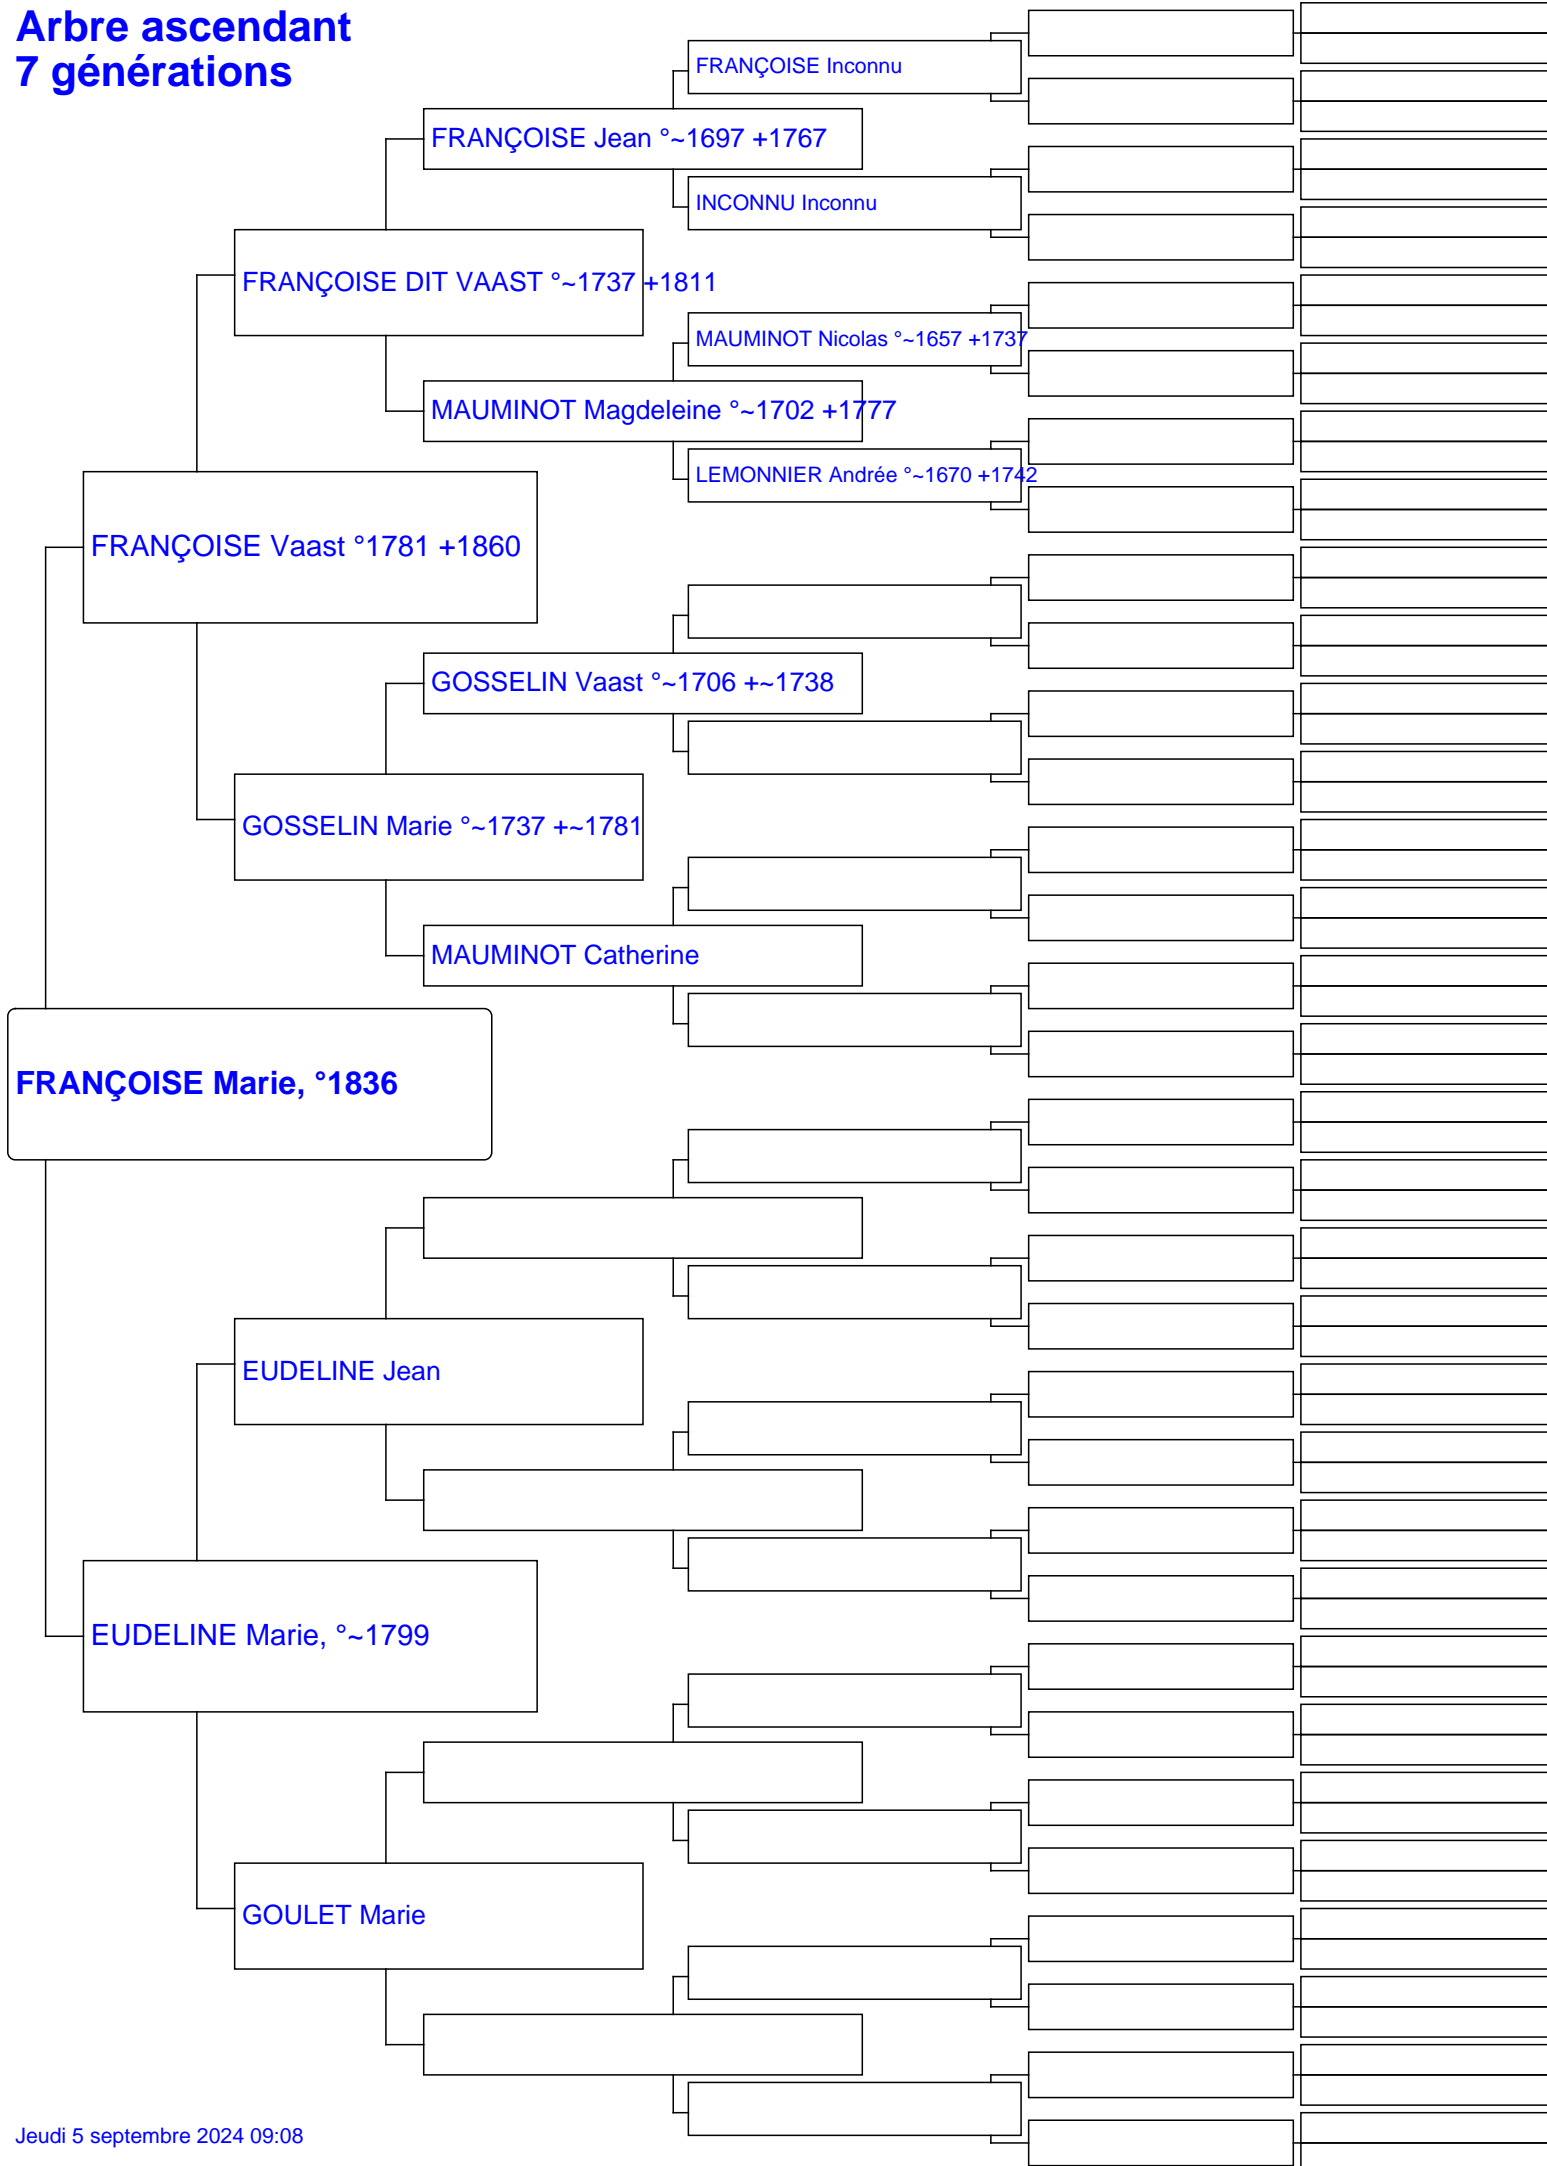 Arbre ascendant
7 générations
FRANÇOISE Inconnu
FRANÇOISE Jean °~1697 +1767
INCONNU Inconnu
FRANÇOISE DIT VAAST °~1737 +1811
MAUMINOT Nicolas °~1657 +1737
MAUMINOT Magdeleine °~1702 +1777
LEMONNIER Andrée °~1670 +1742
FRANÇOISE Vaast °1781 +1860
GOSSELIN Vaast °~1706 +~1738
GOSSELIN Marie °~1737 +~1781
MAUMINOT Catherine
FRANÇOISE Marie, °1836
EUDELINE Jean
EUDELINE Marie, °~1799
GOULET Marie
Jeudi 5 septembre 2024 09:08